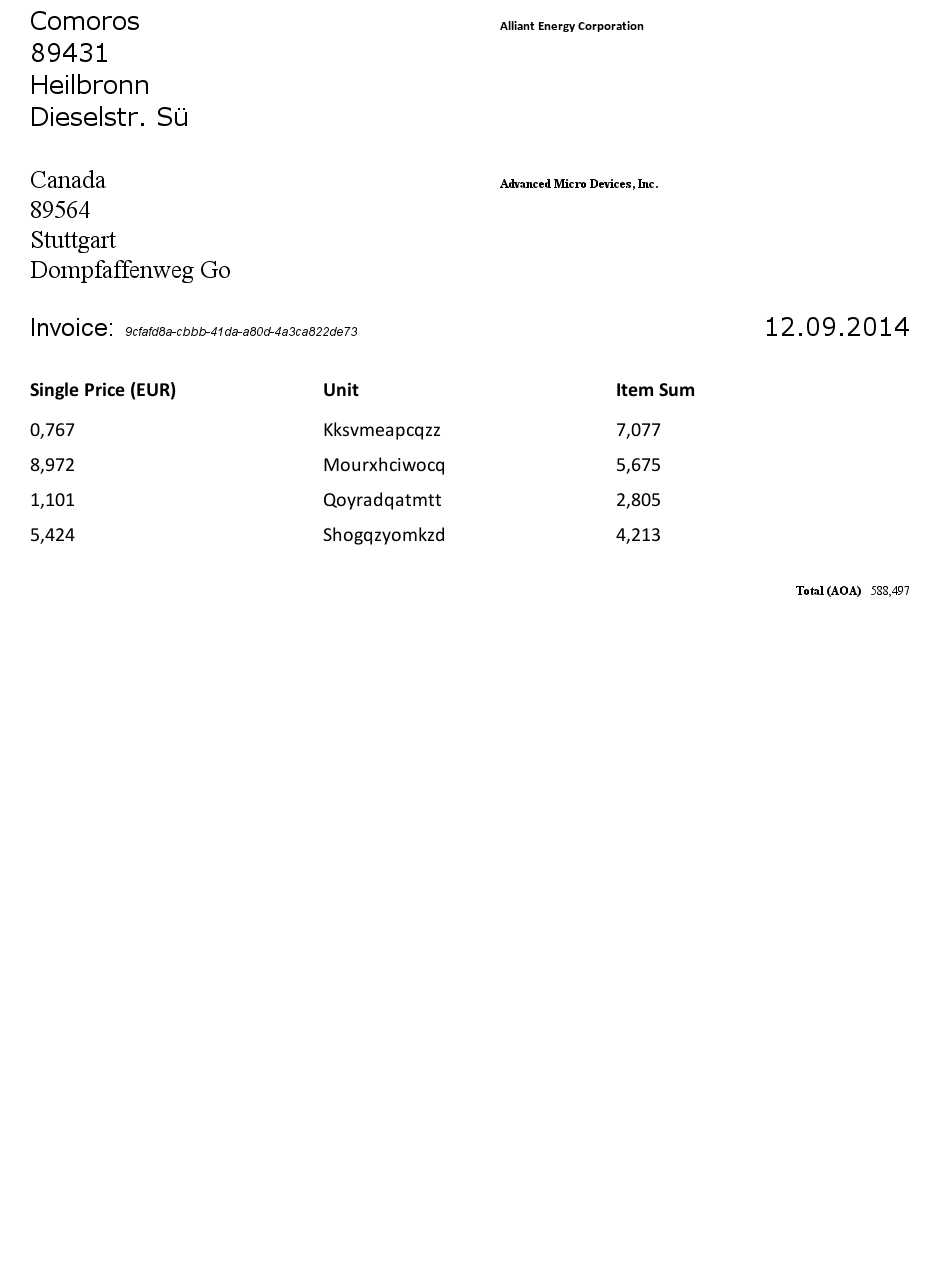 Comoros
89431
Heilbronn
Dieselstr. Sü
Alliant Energy Corporation
Canada
89564
Stuttgart
Dompfaffenweg Go
Advanced Micro Devices, Inc.
Invoice: 9cfafd8a-cbbb-41da-a80d-4a3ca822de73 12.09.2014
Single Price (EUR) Unit Item Sum
0,767 Kksvmeapcqzz 7,077
8,972 Mourxhciwocq 5,675
1,101 Qoyradqatmtt 2,805
5,424 Shogqzyomkzd 4,213
Total (AOA) 588,497